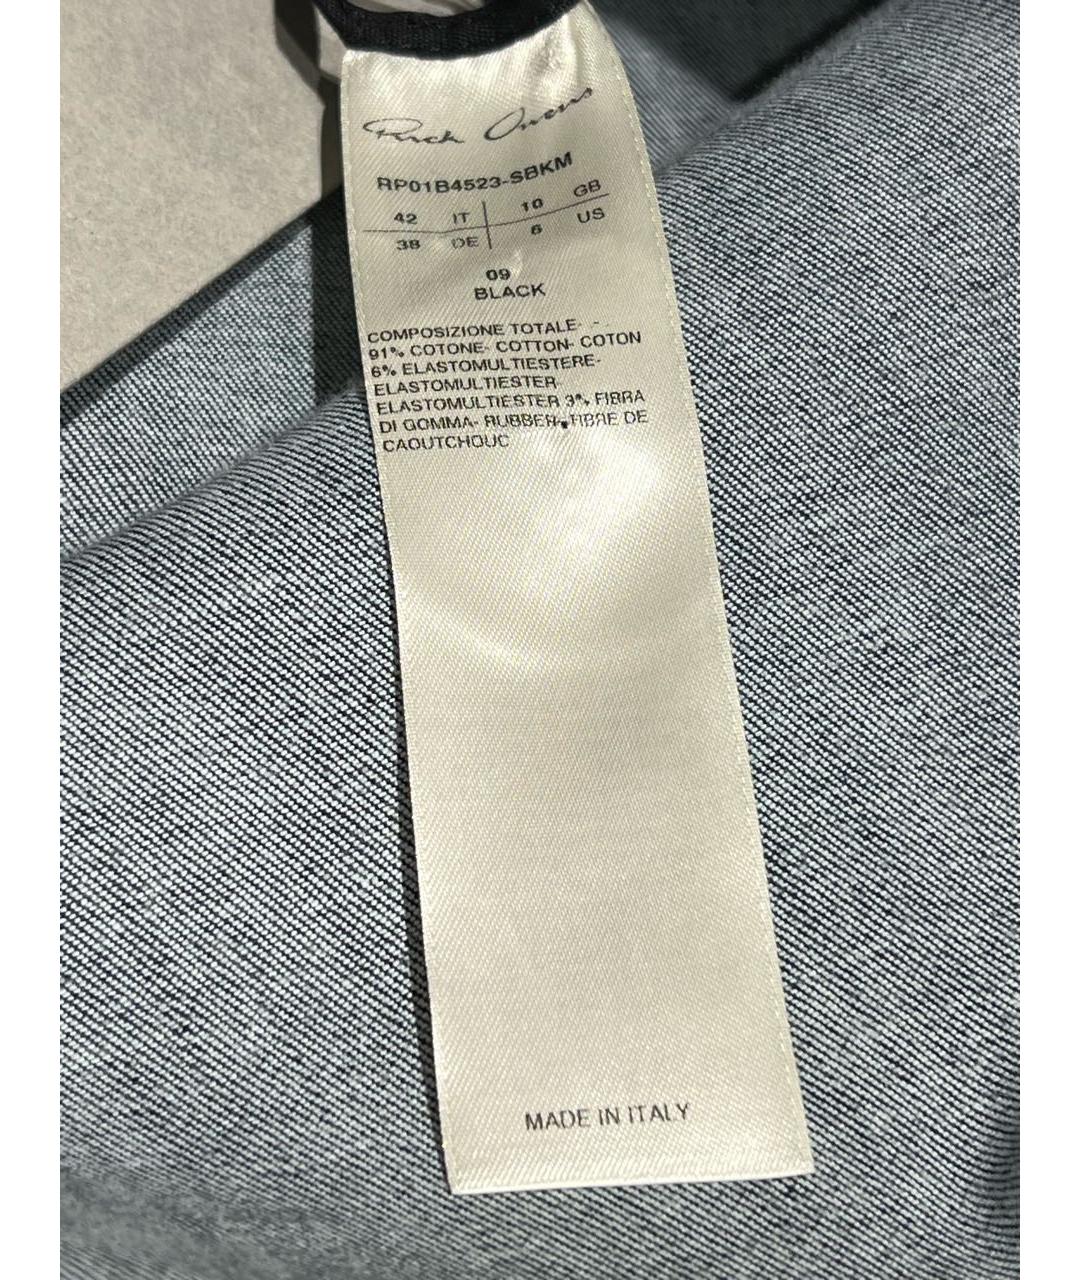 Rick Owens
RP01B4523-SBKM
42 IT 10 GB
38 DE 6 US
09
BLACK
COMPOSIZIONE TOTALE- -
91% COTONE- COTTON- COTON
6% ELASTOMULTIESTERE-
ELASTOMULTIESTER-
ELASTOMULTIESTER 3% FIBRA
DI GOMMA- RUBBER- FIBRE DE
CAOUTCHOUC
MADE IN ITALY